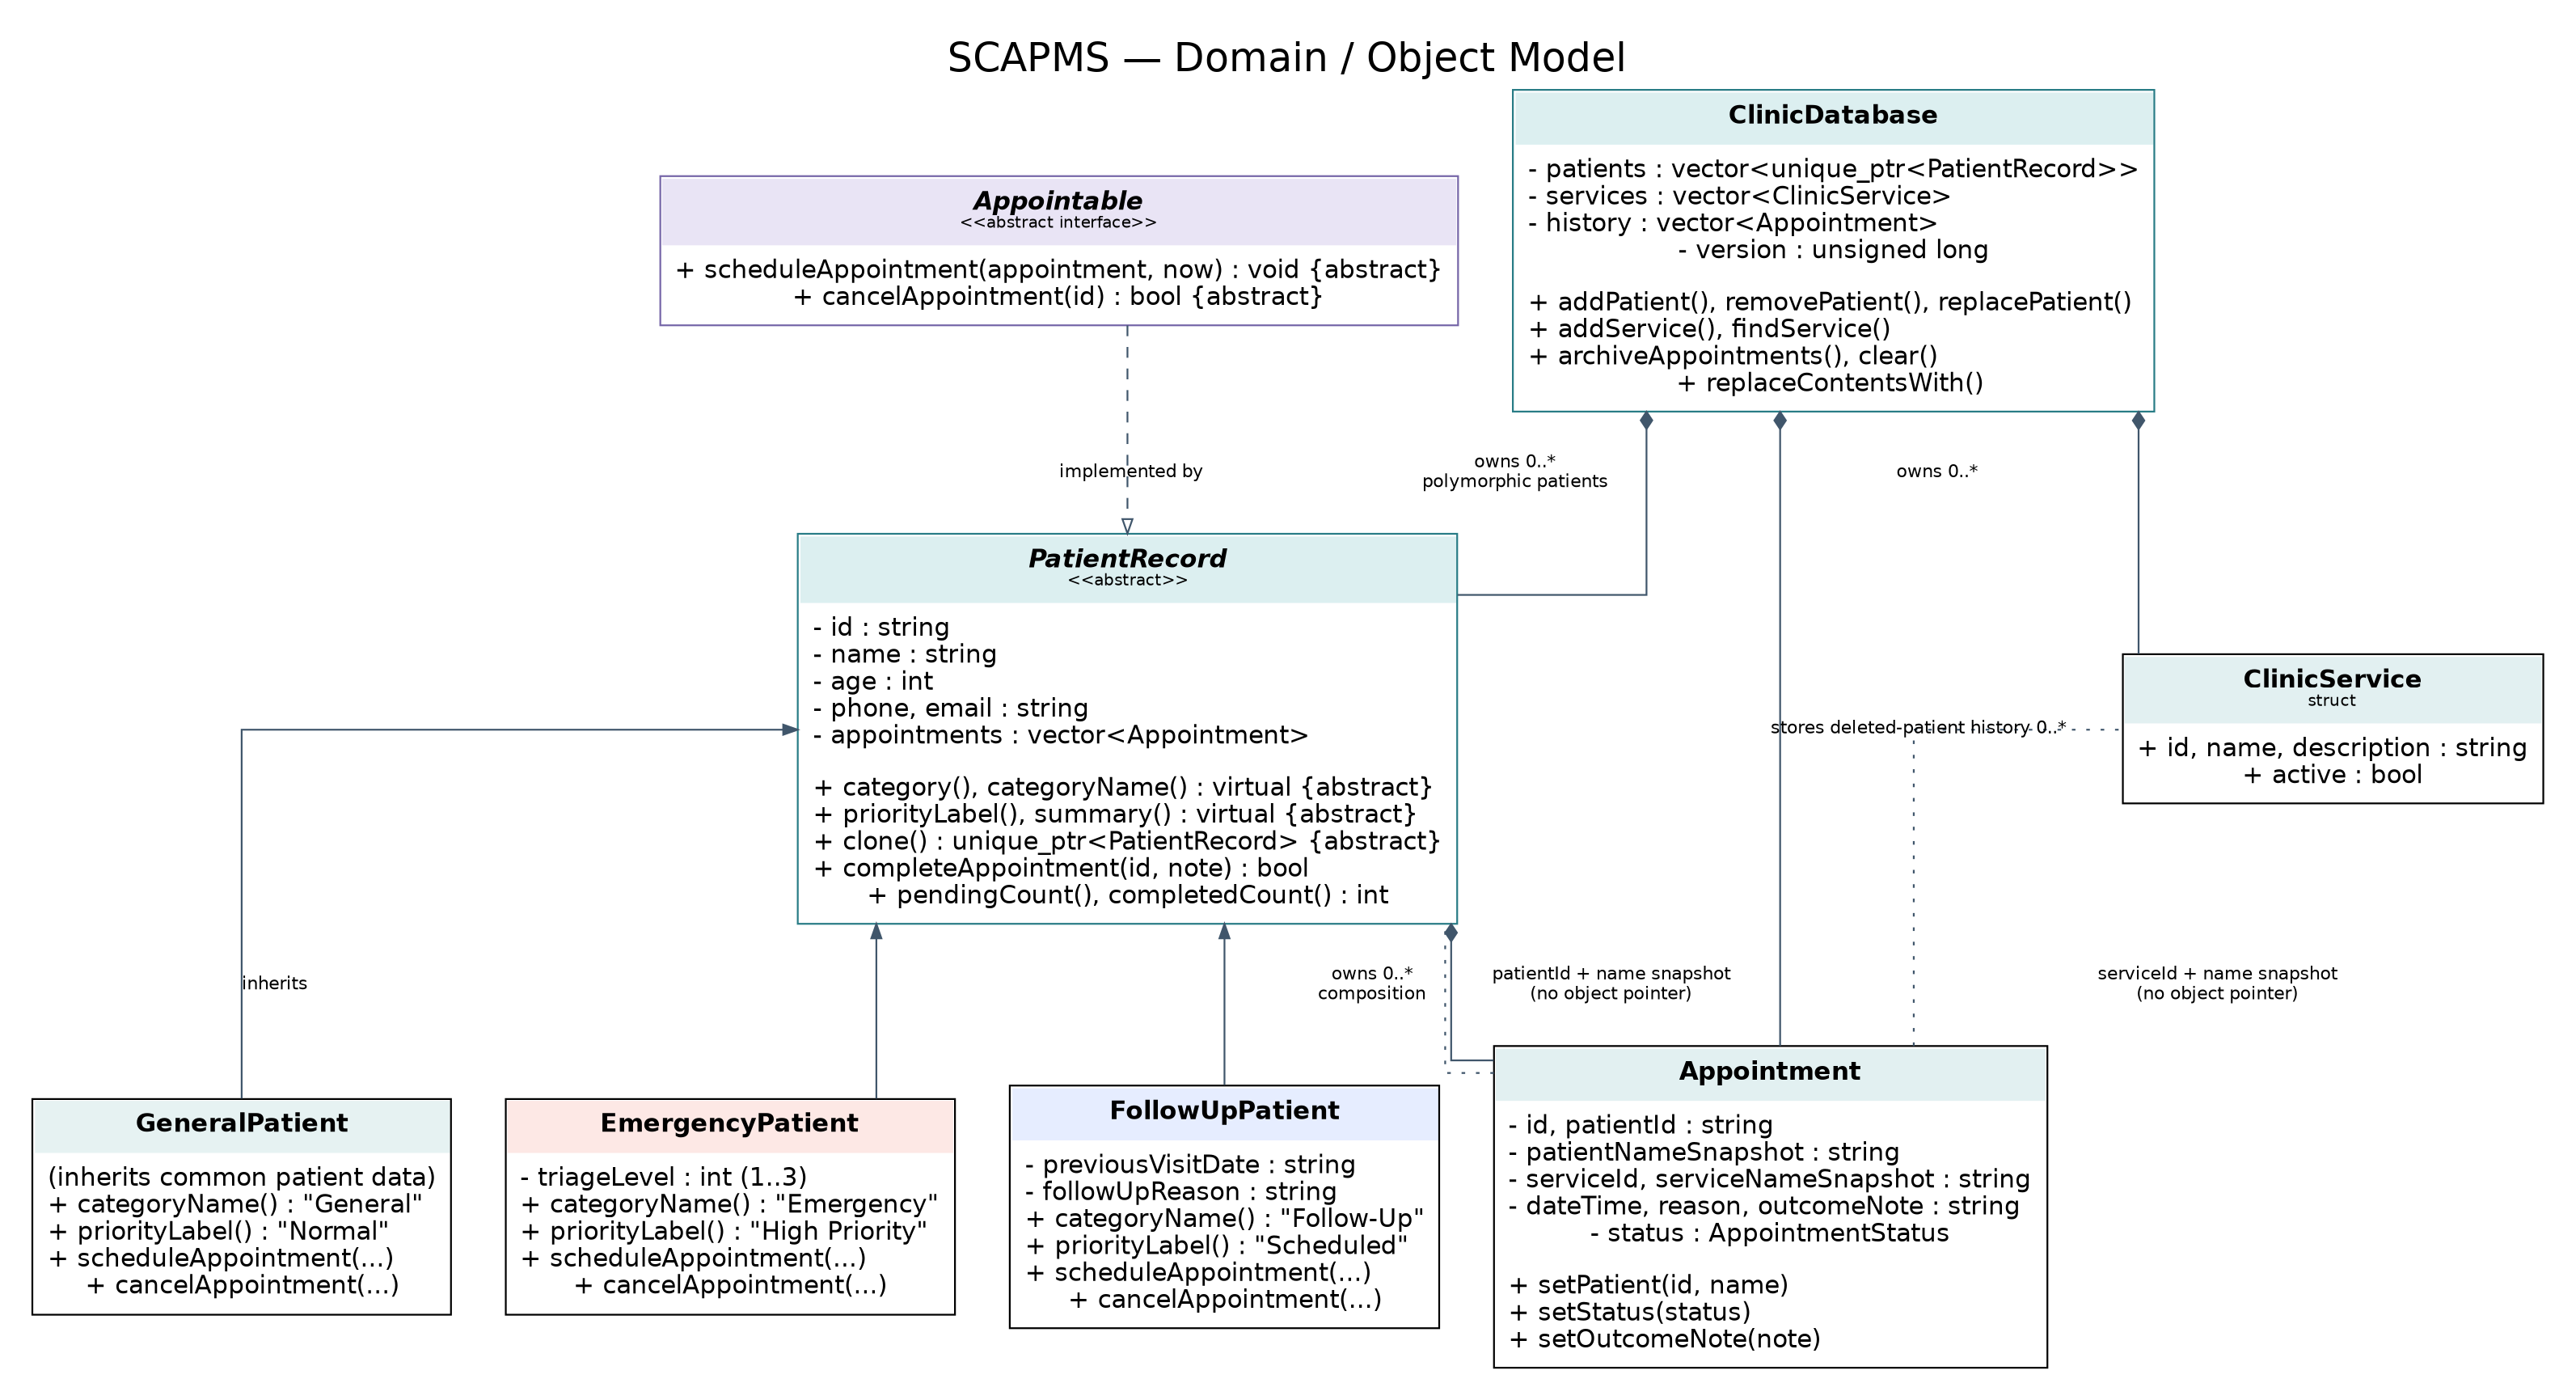 SCAPMS — Domain / Object Model
ClinicDatabase
- patients : vector<unique_ptr<PatientRecord>>
- services : vector<ClinicService>
- history : vector<Appointment>
- version : unsigned long
+ addPatient(), removePatient(), replacePatient()
+ addService(), findService()
+ archiveAppointments(), clear()
+ replaceContentsWith()
Appointable
<<abstract interface>>
+ scheduleAppointment(appointment, now) : void {abstract}
+ cancelAppointment(id) : bool {abstract}
implemented by
owns 0..*
polymorphic patients
owns 0..*
PatientRecord
<<abstract>>
- id : string
- name : string
- age : int
- phone, email : string
- appointments : vector<Appointment>
+ category(), categoryName() : virtual {abstract}
+ priorityLabel(), summary() : virtual {abstract}
+ clone() : unique_ptr<PatientRecord> {abstract}
+ completeAppointment(id, note) : bool
+ pendingCount(), completedCount() : int
stores deleted-patient history 0..*
ClinicService
struct
+ id, name, description : string
+ active : bool
inherits
owns 0..*
composition
patientId + name snapshot
(no object pointer)
serviceId + name snapshot
(no object pointer)
GeneralPatient
(inherits common patient data)
+ categoryName() : "General"
+ priorityLabel() : "Normal"
+ scheduleAppointment(...)
+ cancelAppointment(...)
EmergencyPatient
- triageLevel : int (1..3)
+ categoryName() : "Emergency"
+ priorityLabel() : "High Priority"
+ scheduleAppointment(...)
+ cancelAppointment(...)
FollowUpPatient
- previousVisitDate : string
- followUpReason : string
+ categoryName() : "Follow-Up"
+ priorityLabel() : "Scheduled"
+ scheduleAppointment(...)
+ cancelAppointment(...)
Appointment
- id, patientId : string
- patientNameSnapshot : string
- serviceId, serviceNameSnapshot : string
- dateTime, reason, outcomeNote : string
- status : AppointmentStatus
+ setPatient(id, name)
+ setStatus(status)
+ setOutcomeNote(note)